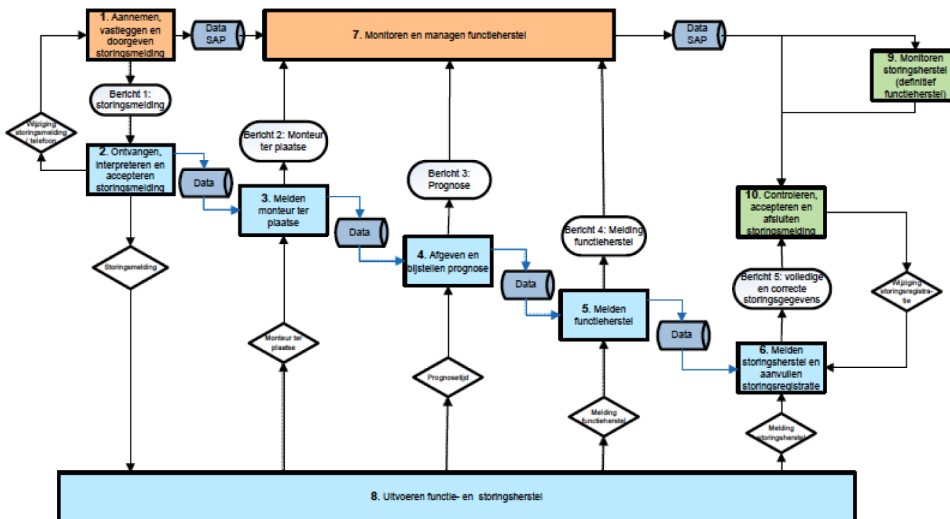 1. Aannemen,
vastleggen en
doorgeven
storingsmelding
Data
SAP
7. Monitoren en managen functieherstel
Data
SAP
9. Monitoren
storingsherstel
(definitief
functieherstel)
Bericht 1:
storingsmelding
Wijziging
storingsmelding
/ telefoon
2. Ontvangen,
interpreteren en
accepteren
storingsmelding
Data
Bericht 2: Monteur
ter plaatse
3. Melden
monteur ter
plaatse
Data
Bericht 3:
Prognose
4. Afgeven en
bijstellen prognose
Data
Bericht 4: Melding
functieherstel
5. Melden
functieherstel
Data
10. Controleren,
accepteren en
afsluiten
storingsmelding
Bericht 5: volledige
en correcte
storingsgegevens
Wijziging
storingsregistra-
tie
6. Melden
storingsherstel en
aanvullen
storingsregistratie
Storingsmelding
Monteur ter
plaatse
Prognosetijd
Melding
functieherstel
Melding
storingsherstel
8. Uitvoeren functie- en storingsherstel